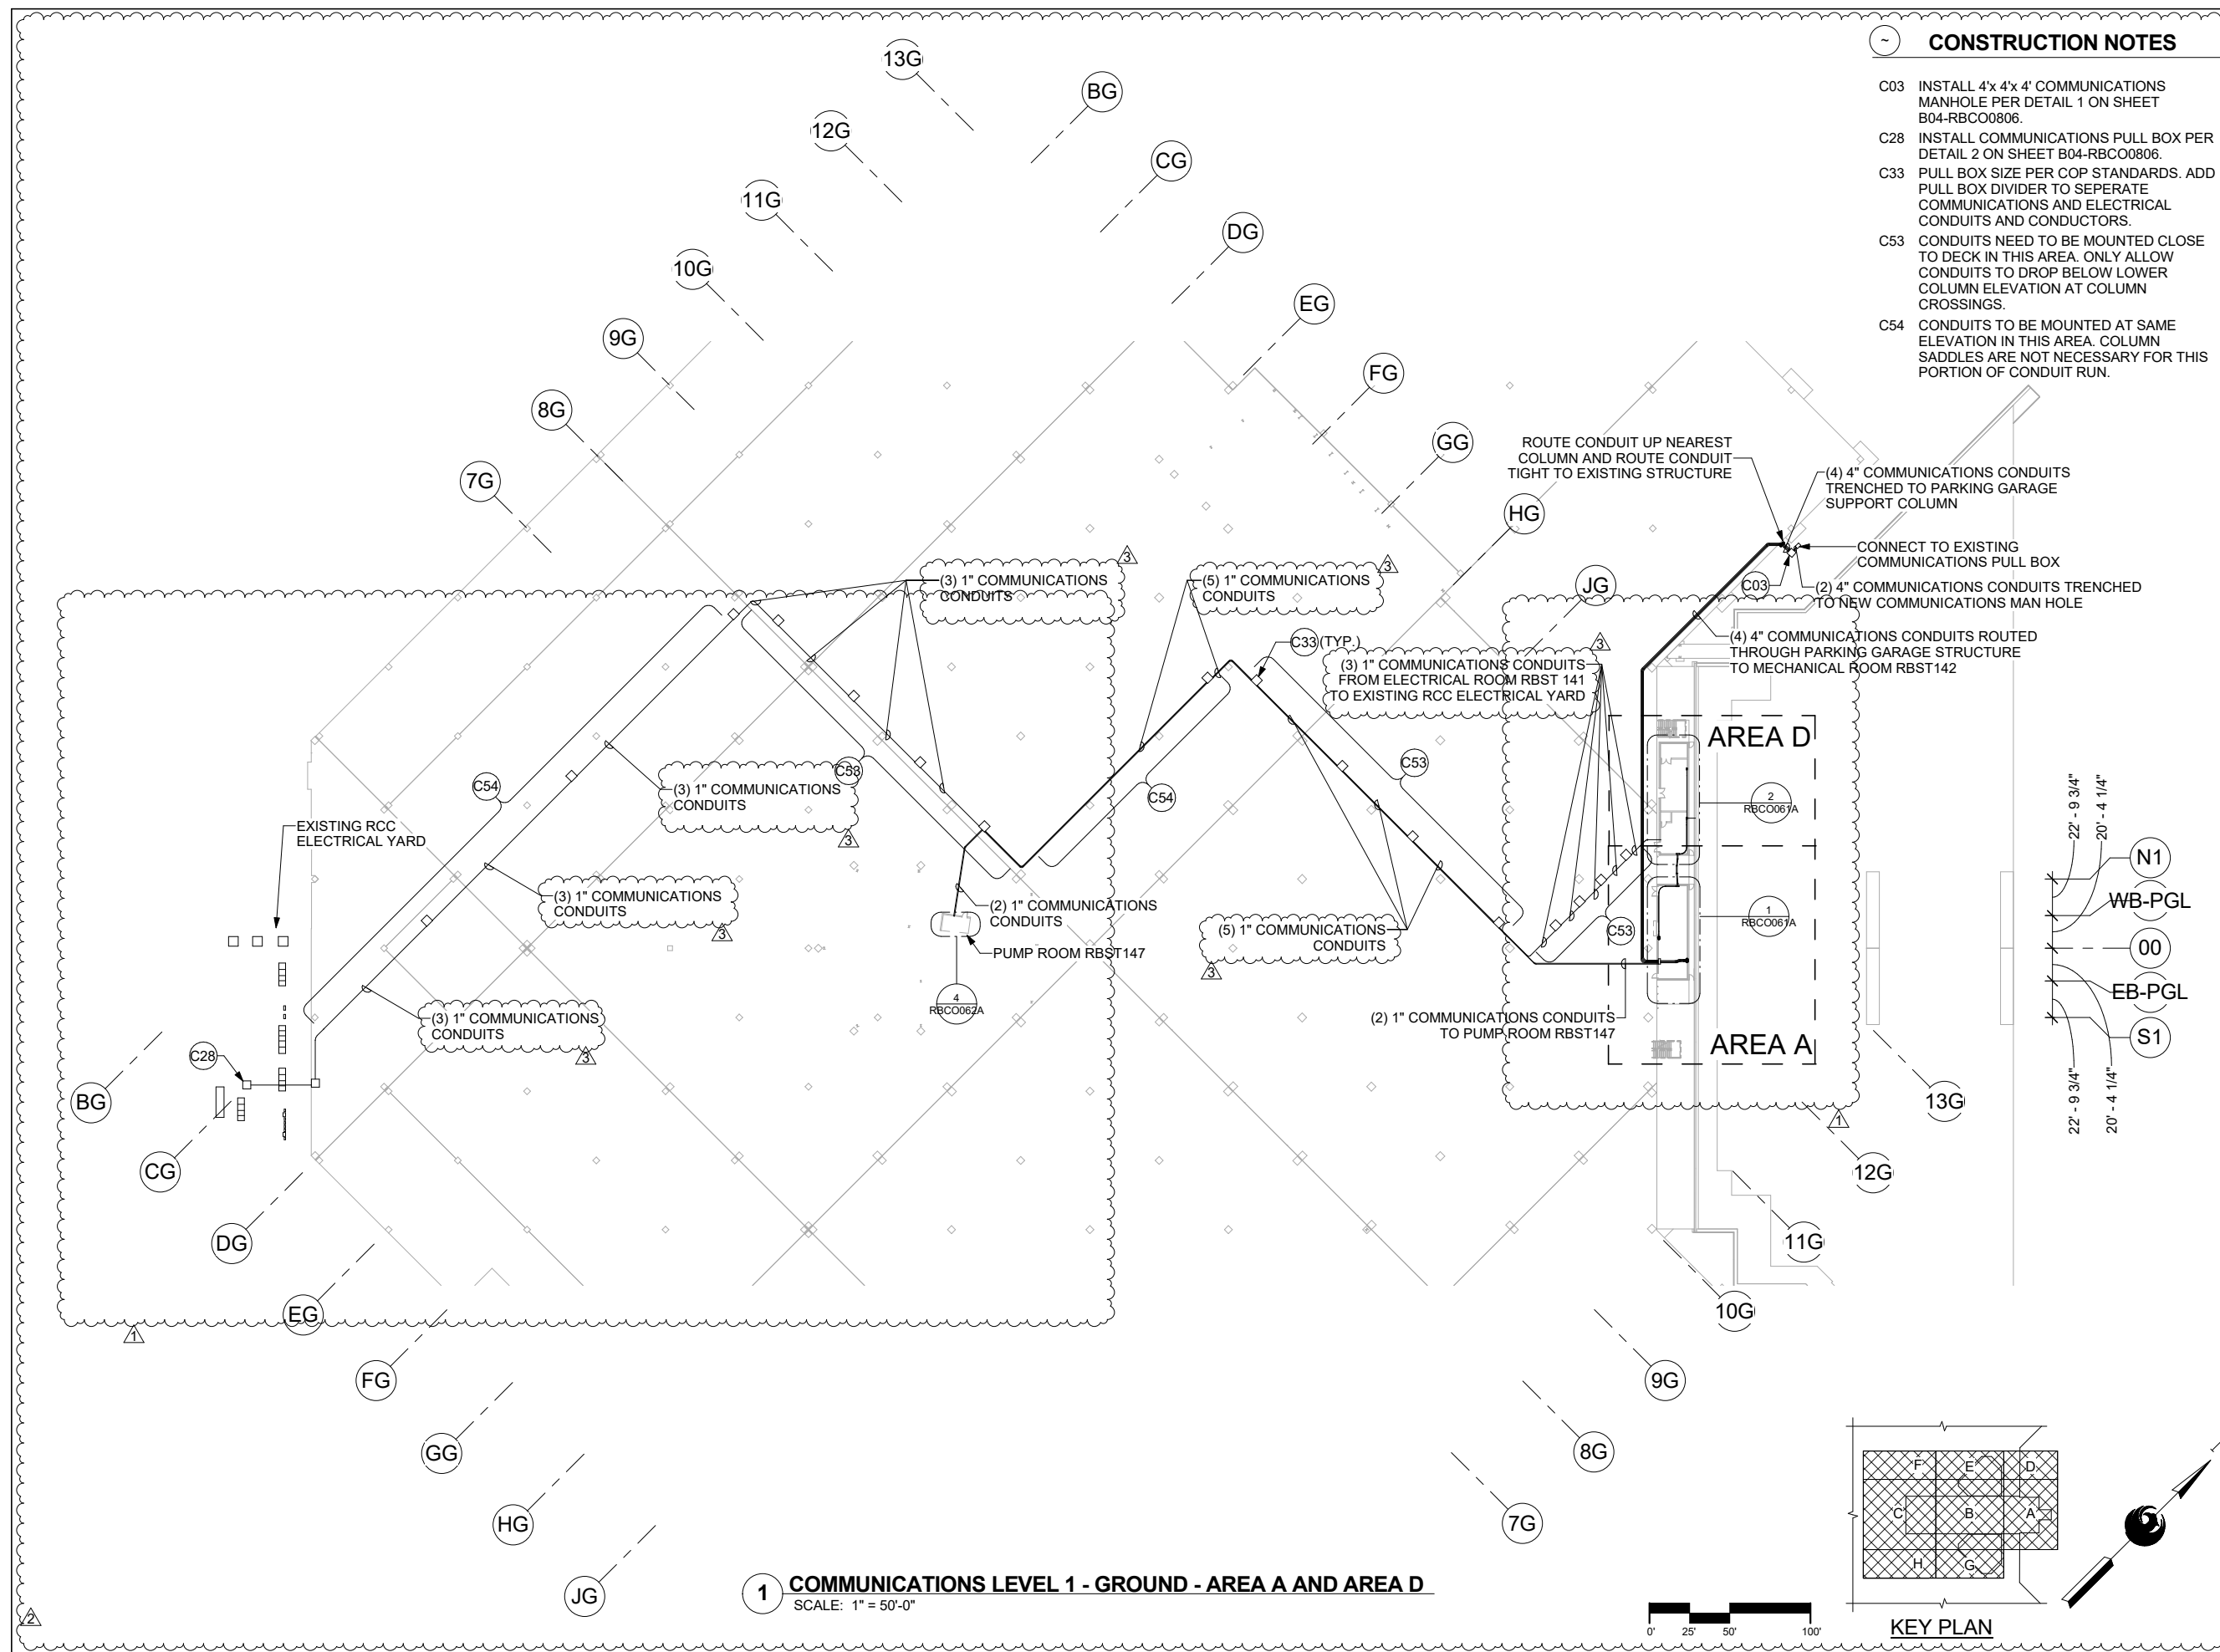 ~ CONSTRUCTION NOTES
C03 INSTALL 4'x 4'x 4' COMMUNICATIONS
MANHOLE PER DETAIL 1 ON SHEET
B04-RBCO0806.
C28 INSTALL COMMUNICATIONS PULL BOX PER
DETAIL 2 ON SHEET B04-RBCO0806.
C33 PULL BOX SIZE PER COP STANDARDS. ADD
PULL BOX DIVIDER TO SEPERATE
COMMUNICATIONS AND ELECTRICAL
CONDUITS AND CONDUCTORS.
C53 CONDUITS NEED TO BE MOUNTED CLOSE
TO DECK IN THIS AREA. ONLY ALLOW
CONDUITS TO DROP BELOW LOWER
COLUMN ELEVATION AT COLUMN
CROSSINGS.
C54 CONDUITS TO BE MOUNTED AT SAME
ELEVATION IN THIS AREA. COLUMN
SADDLES ARE NOT NECESSARY FOR THIS
PORTION OF CONDUIT RUN.
13G
12G
11G
10G
9G
8G
7G
BG
CG
DG
EG
FG
GG
HG
JG
ROUTE CONDUIT UP NEAREST
COLUMN AND ROUTE CONDUIT
TIGHT TO EXISTING STRUCTURE
(4) 4" COMMUNICATIONS CONDUITS
TRENCHED TO PARKING GARAGE
SUPPORT COLUMN
CONNECT TO EXISTING
COMMUNICATIONS PULL BOX
C03
(2) 4" COMMUNICATIONS CONDUITS TRENCHED
TO NEW COMMUNICATIONS MAN HOLE
(4) 4" COMMUNICATIONS CONDUITS ROUTED
THROUGH PARKING GARAGE STRUCTURE
TO MECHANICAL ROOM RBST142
3
(3) 1" COMMUNICATIONS
CONDUITS
3
(5) 1" COMMUNICATIONS
CONDUITS
C33 (TYP.)
3
(3) 1" COMMUNICATIONS CONDUITS
FROM ELECTRICAL ROOM RBST 141
TO EXISTING RCC ELECTRICAL YARD
AREA D
2
RBCO061A
C53
C54
C53
C54
(3) 1" COMMUNICATIONS
CONDUITS
3
EXISTING RCC
ELECTRICAL YARD
(3) 1" COMMUNICATIONS
CONDUITS
3
(2) 1" COMMUNICATIONS
CONDUITS
PUMP ROOM RBST147
4
RBCO062A
(5) 1" COMMUNICATIONS
CONDUITS
3
C53
1
RBCO061A
(3) 1" COMMUNICATIONS
CONDUITS
3
(2) 1" COMMUNICATIONS CONDUITS
TO PUMP ROOM RBST147
AREA A
C28
22' - 9 3/4"
20' - 4 1/4"
N1
WB-PGL
00
EB-PGL
S1
22' - 9 3/4"
20' - 4 1/4"
BG
CG
DG
EG
FG
GG
HG
JG
13G
12G
11G
10G
9G
8G
7G
1
1
2
1 COMMUNICATIONS LEVEL 1 - GROUND - AREA A AND AREA D
SCALE: 1" = 50'-0"
0' 25' 50' 100'
F E D
C B A
H G
KEY PLAN